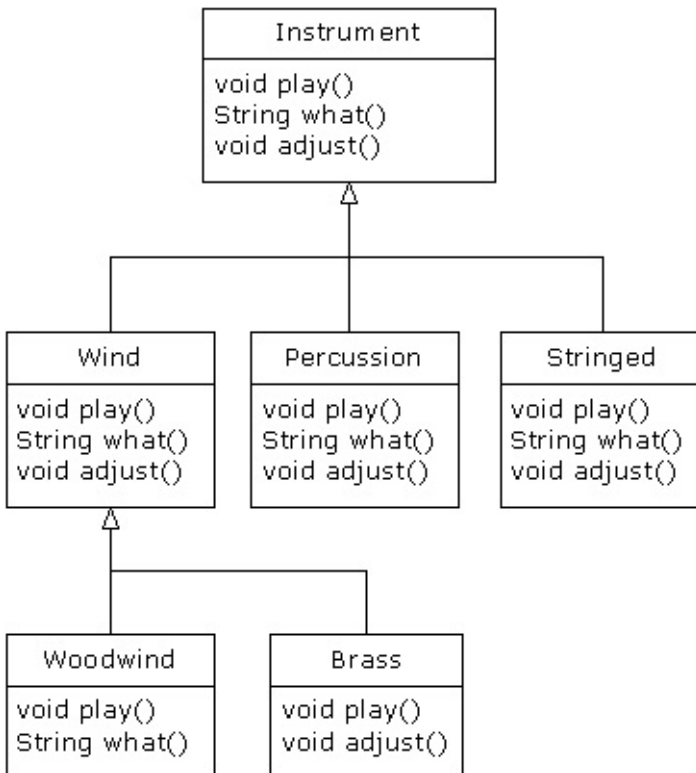 Instrument
void play()
String what()
void adjust()
Wind
void play()
String what()
void adjust()
Percussion
void play()
String what()
void adjust()
Stringed
void play()
String what()
void adjust()
Woodwind
void play()
String what()
Brass
void play()
void adjust()